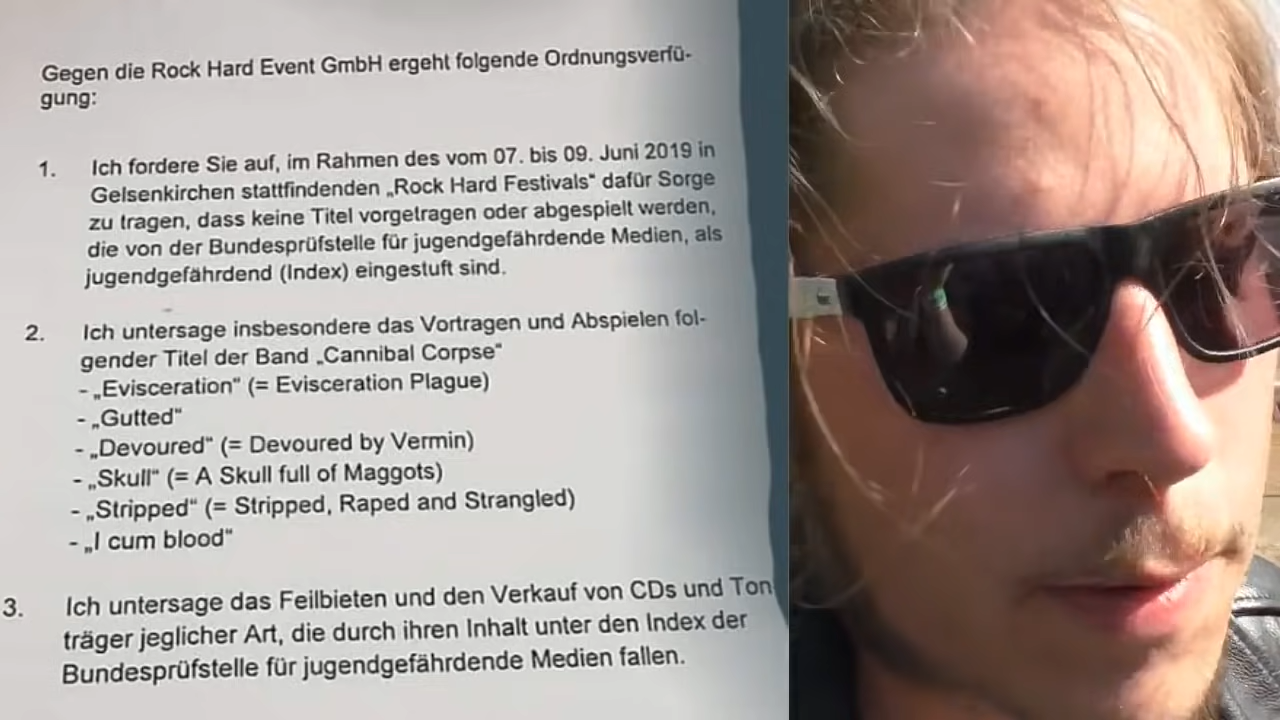 Gegen die Rock Hard Event GmbH ergeht folgende Ordnungsverfü-
gung:
1. Ich fordere Sie auf, im Rahmen des vom 07. bis 09. Juni 2019 in
Gelsenkirchen stattfindenden „Rock Hard Festivals“ dafür Sorge
zu tragen, dass keine Titel vorgetragen oder abgespielt werden,
die von der Bundesprüfstelle für jugendgefährdende Medien, als
jugendgefährdend (Index) eingestuft sind.
2. Ich untersage insbesondere das Vortragen und Abspielen fol-
gender Titel der Band „Cannibal Corpse“
- „Evisceration“ (= Evisceration Plague)
- „Gutted“
- „Devoured“ (= Devoured by Vermin)
- „Skull“ (= A Skull full of Maggots)
- „Stripped“ (= Stripped, Raped and Strangled)
- „I cum blood“
3. Ich untersage das Feilbieten und den Verkauf von CDs und Ton
träger jeglicher Art, die durch ihren Inhalt unter den Index der
Bundesprüfstelle für jugendgefährdende Medien fallen.